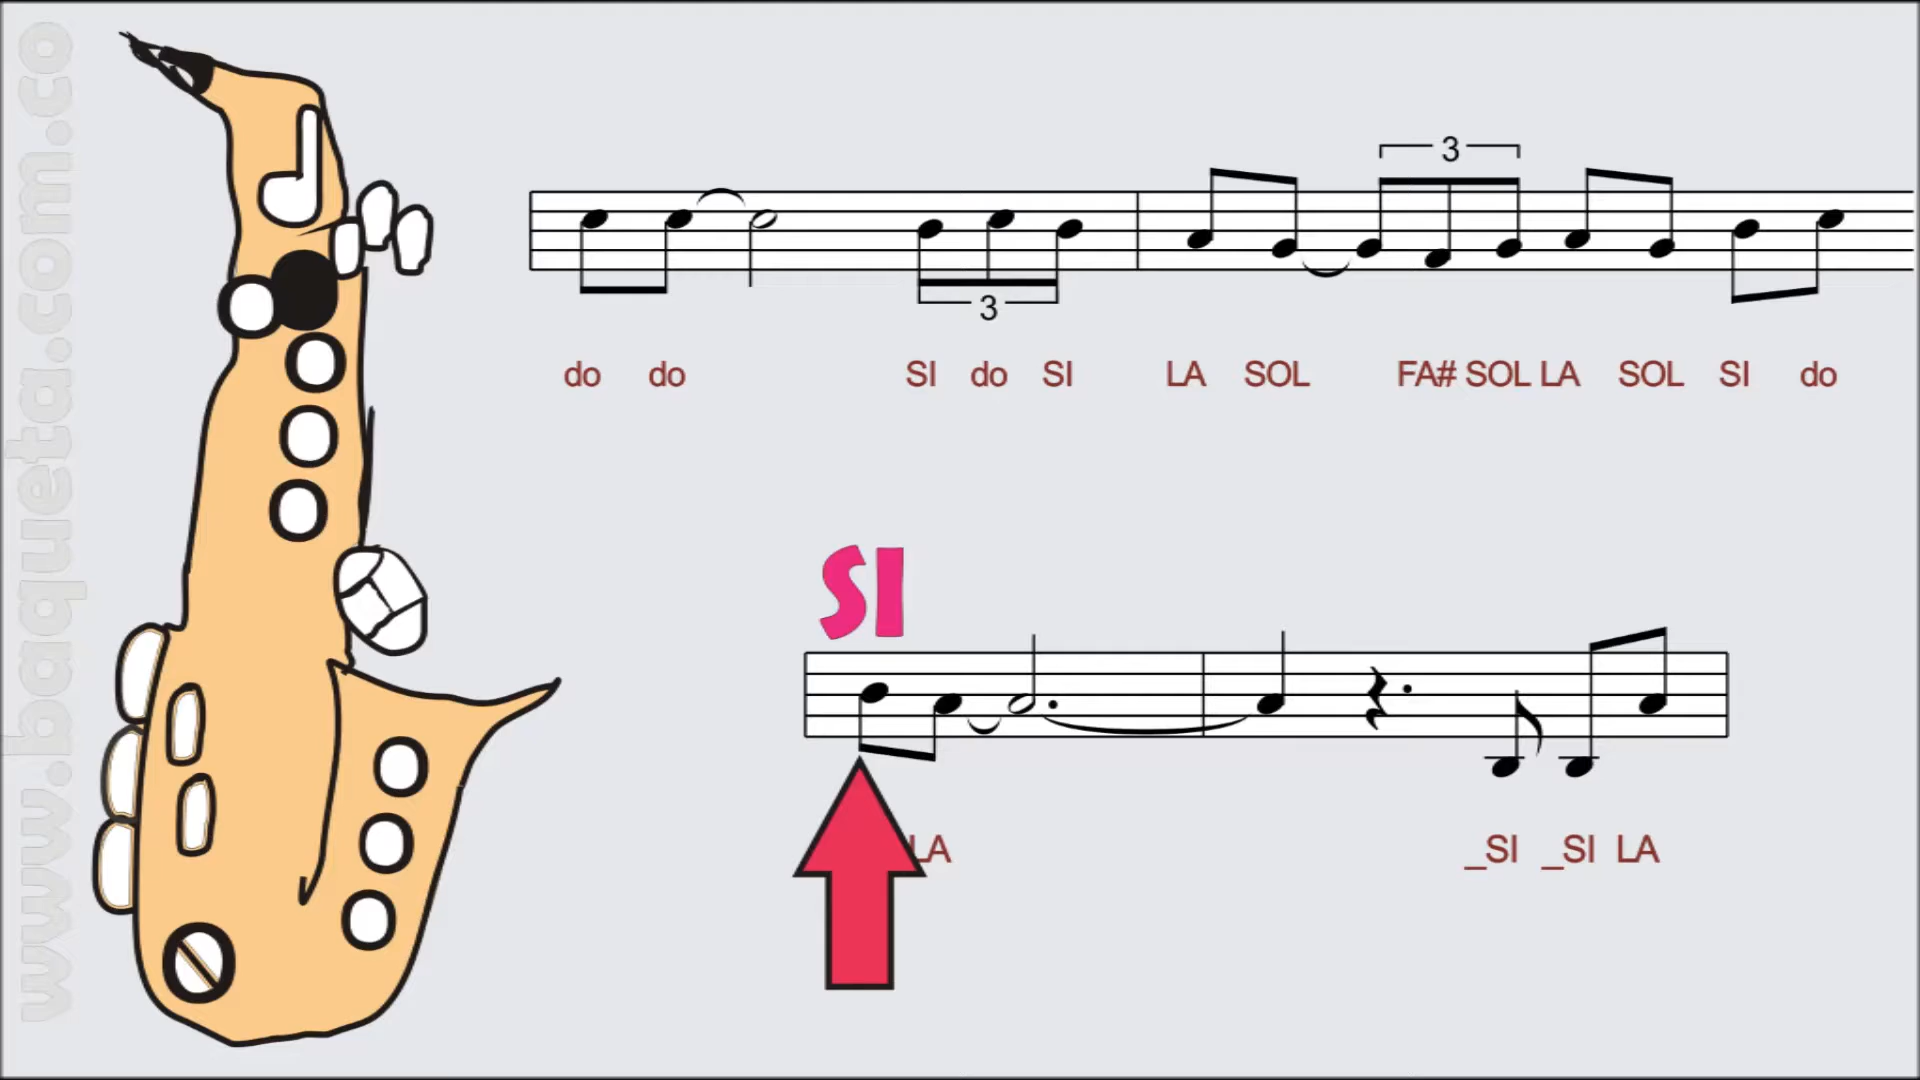 www.baqueta.com.co
3
3
do do SI do SI LA SOL FA# SOL LA SOL SI do
SI
LA _SI _SI LA